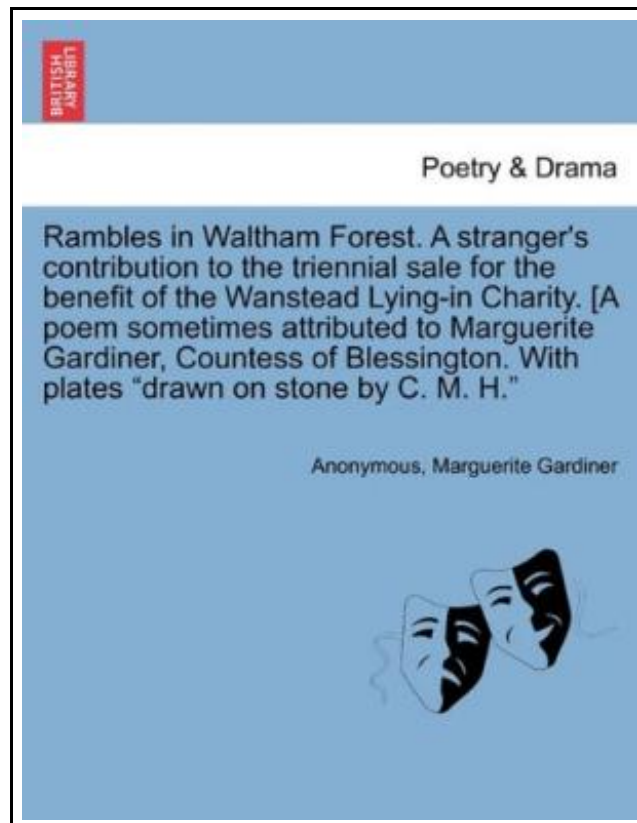 BRITISH
LIBRARY
Poetry & Drama
Rambles in Waltham Forest. A stranger's
contribution to the triennial sale for the
benefit of the Wanstead Lying-in Charity. [A
poem sometimes attributed to Marguerite
Gardiner, Countess of Blessington. With
plates “drawn on stone by C. M. H.”
Anonymous, Marguerite Gardiner